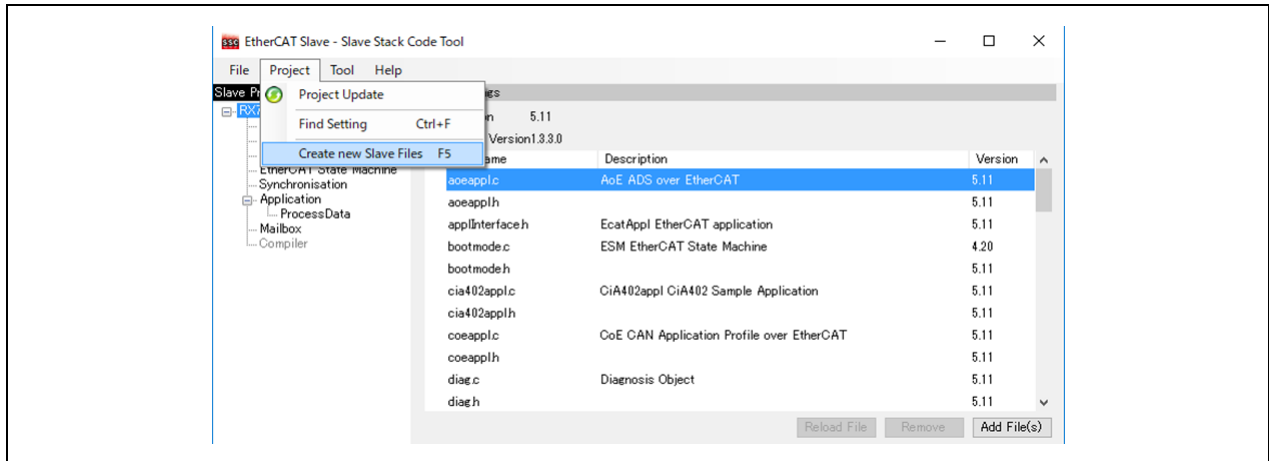 SSC EtherCAT Slave - Slave Stack Code Tool
File Project Tool Help
Slave Project Update
RX7
5.11
Find Setting Ctrl+F
Version1.3.3.0
Create new Slave Files F5
Description Version
EtherCAT State Machine
Synchronisation
Application
ProcessData
Mailbox
Compiler
aoeappl.c AoE ADS over EtherCAT 5.11
aoeappl.h 5.11
applInterface.h EcatAppl EtherCAT application 5.11
bootmode.c ESM EtherCAT State Machine 4.20
bootmode.h 5.11
cia402appl.c CiA402appl CiA402 Sample Application 5.11
cia402appl.h 5.11
coeappl.c CoE CAN Application Profile over EtherCAT 5.11
coeappl.h 5.11
diag.c Diagnosis Object 5.11
diag.h 5.11
Reload File Remove Add File(s)